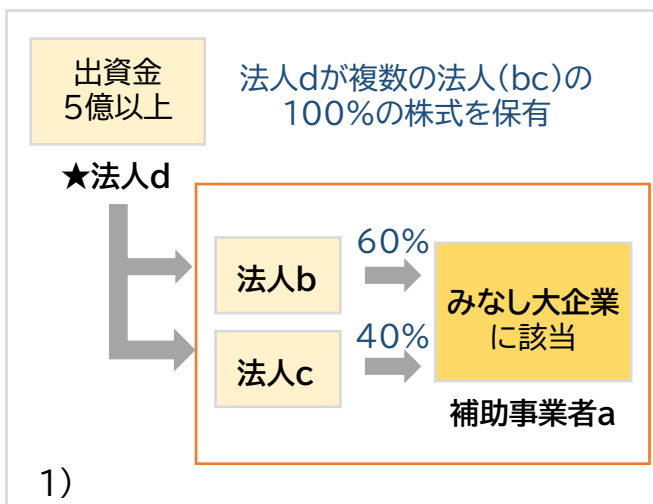 出資金
5億以上
法人dが複数の法人(bc)の
100%の株式を保有
★法人d
法人b
60%
法人c
40%
みなし大企業
に該当
補助事業者a
1)